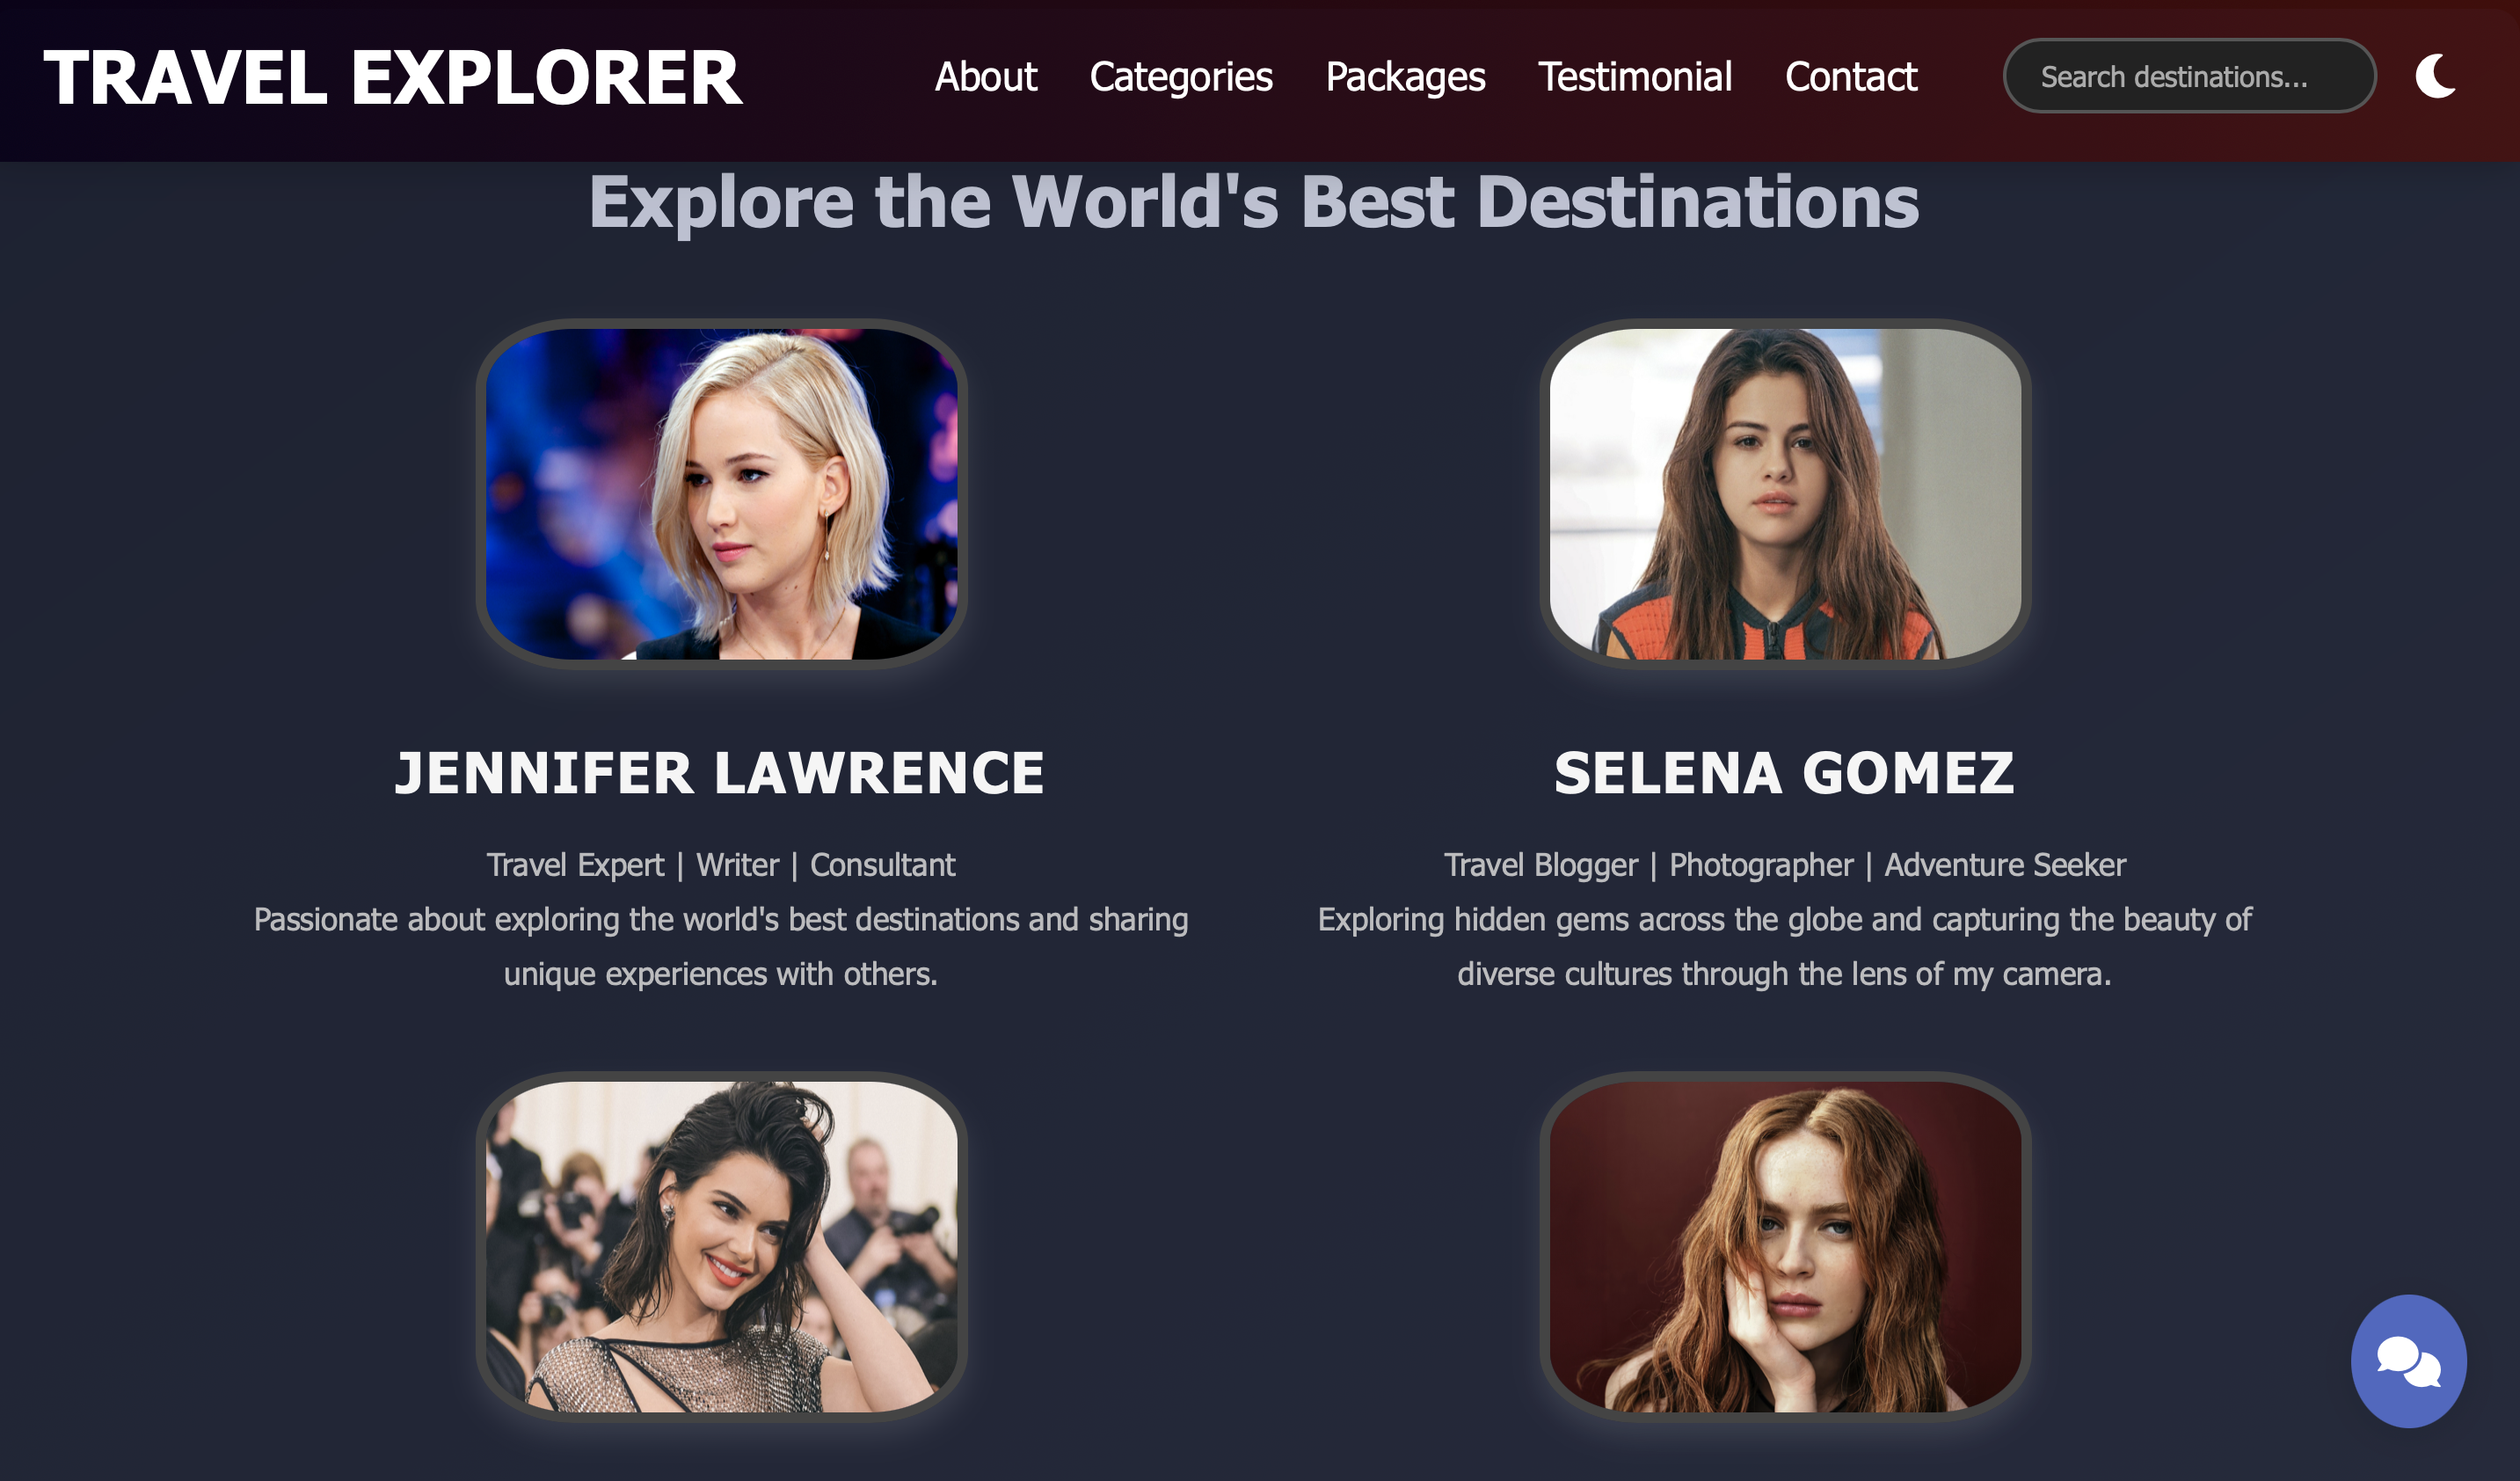 TRAVEL EXPLORER
About
Categories
Packages
Testimonial
Contact
Search destinations...
Explore the World's Best Destinations
JENNIFER LAWRENCE
Travel Expert | Writer | Consultant
Passionate about exploring the world's best destinations and sharing
unique experiences with others.
SELENA GOMEZ
Travel Blogger | Photographer | Adventure Seeker
Exploring hidden gems across the globe and capturing the beauty of
diverse cultures through the lens of my camera.